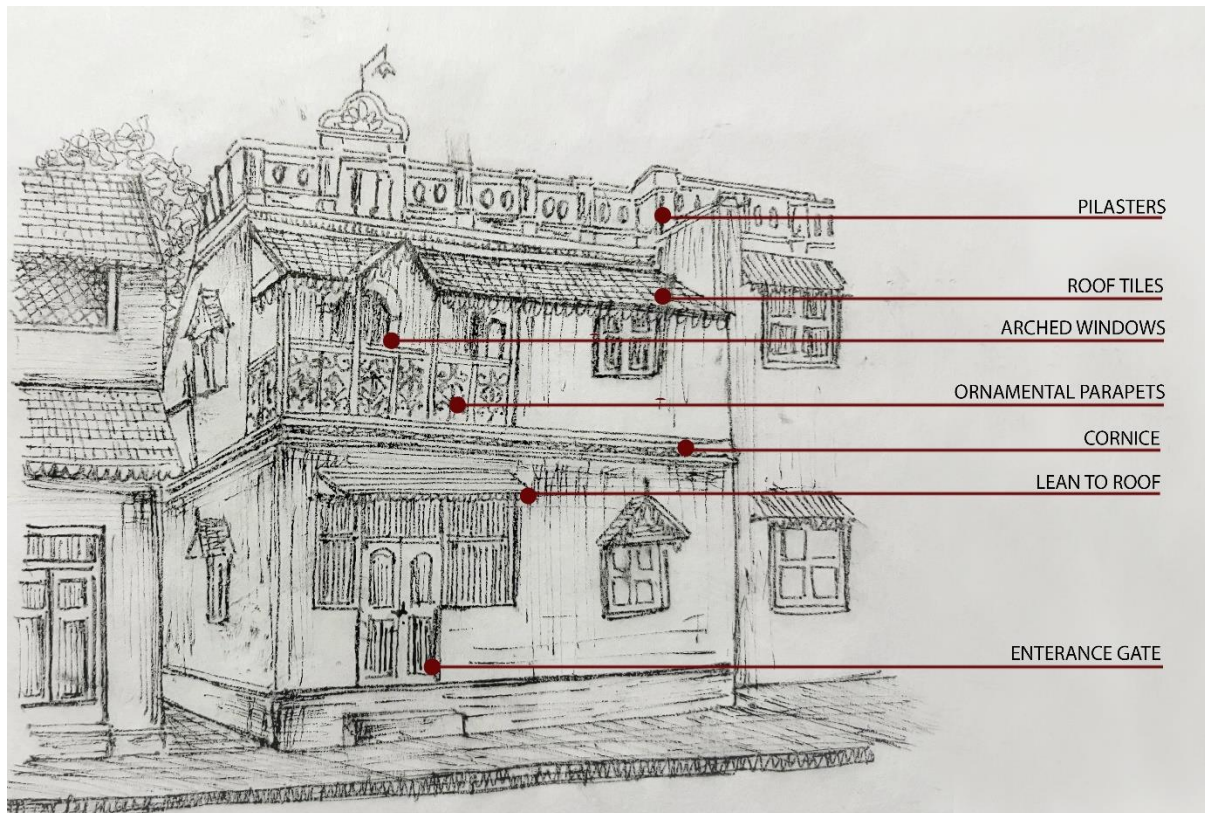 PILASTERS
ROOF TILES
ARCHED WINDOWS
ORNAMENTAL PARAPETS
CORNICE
LEAN TO ROOF
ENTERANCE GATE